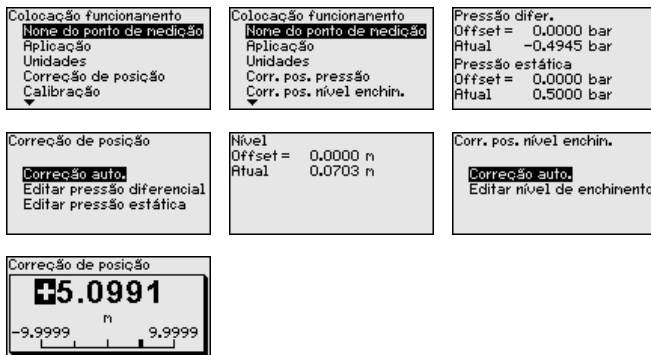 Colocação funcionamento
Nome do ponto de medição
Aplicação
Unidades
Correção de posição
Calibração
Colocação funcionamento
Nome do ponto de medição
Aplicação
Unidades
Corr. pos. pressão
Corr. pos. nível enchim.
Pressão difer.
Offset = 0.0000 bar
Atual -0.4945 bar
Pressão estática
Offset = 0.0000 bar
Atual 0.5000 bar
Correção de posição
Correção auto.
Editar pressão diferencial
Editar pressão estática
Nível
Offset = 0.0000 m
Atual 0.0703 m
Corr. pos. nível enchim.
Correção auto.
Editar nível de enchimento
Correção de posição
+5.0991
m
-9.9999 9.9999